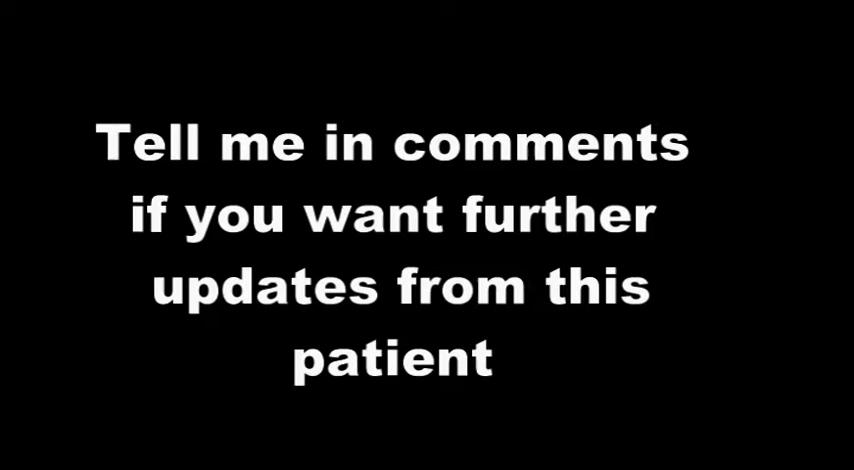 Tell me in comments
if you want further
updates from this
patient